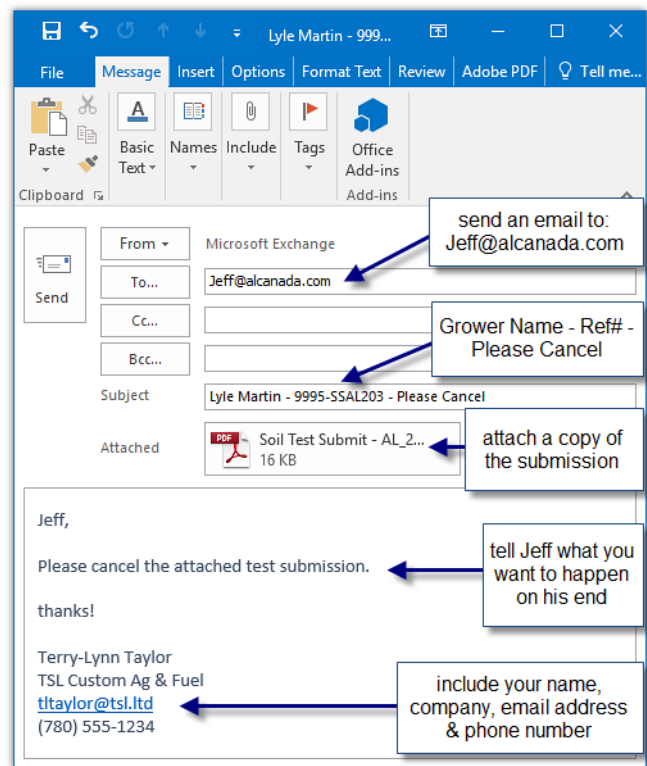 Lyle Martin - 999...
File Message Insert Options Format Text Review Adobe PDF Tell me...
Paste
Basic
Text
Names
Include
Tags
Office
Add-ins
Clipboard
Add-ins
send an email to:
Jeff@alcanada.com
Send
From
Microsoft Exchange
To...
Jeff@alcanada.com
Cc...
Grower Name - Ref# -
Please Cancel
Bcc...
Subject
Lyle Martin - 9995-SSAL203 - Please Cancel
Attached
PDF
Soil Test Submit - AL_2...
16 KB
attach a copy of
the submission
Jeff,
Please cancel the attached test submission.
tell Jeff what you
want to happen
on his end
thanks!
Terry-Lynn Taylor
TSL Custom Ag & Fuel
tltaylor@tsl.ltd
(780) 555-1234
include your name,
company, email address
& phone number